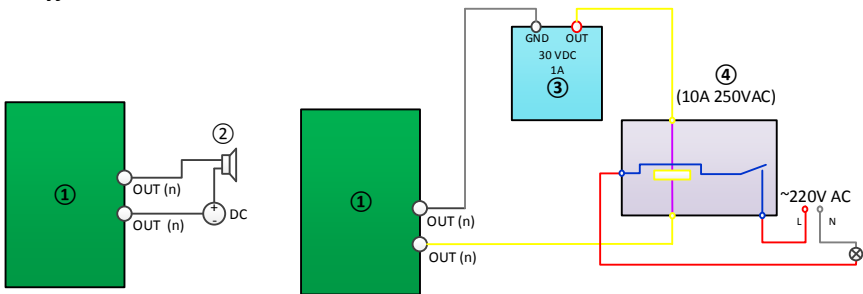 ①
OUT (n)
OUT (n)
②
+
-
DC
①
OUT (n)
OUT (n)
GND OUT
30 VDC
1A
③
④
(10A 250VAC)
~220V AC
L N